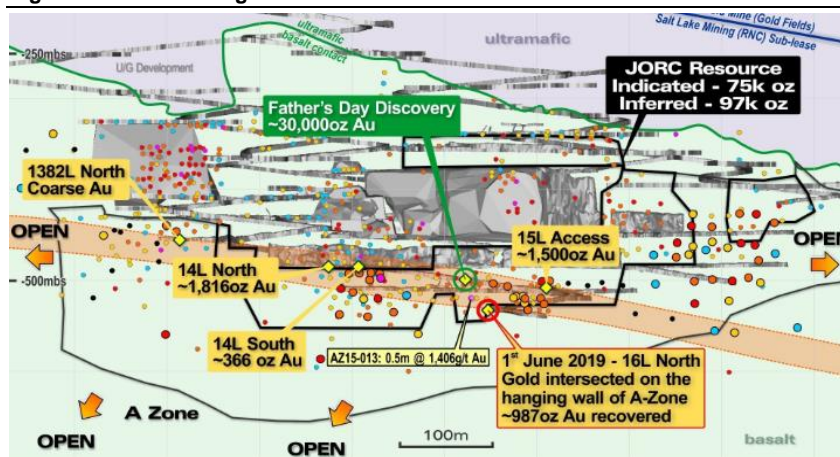 Mine (Gold Fields)
Salt Lake Mining (RNC) Sub-lease
-250mbs
ultramafic
basalt contact
ultramafic
U/G Development
JORC Resource
Indicated - 75k oz
Inferred - 97k oz
Father's Day Discovery
~30,000oz Au
1382L North
Coarse Au
OPEN
15L Access
~1,500oz Au
OPEN
14L North
~1,816oz Au
-500mbs
14L South
~366 oz Au
AZ15-013: 0.5m @ 1,406g/t Au
1st June 2019 - 16L North
Gold intersected on the
hanging wall of A-Zone
~987oz Au recovered
A Zone
OPEN
OPEN
100m
basalt